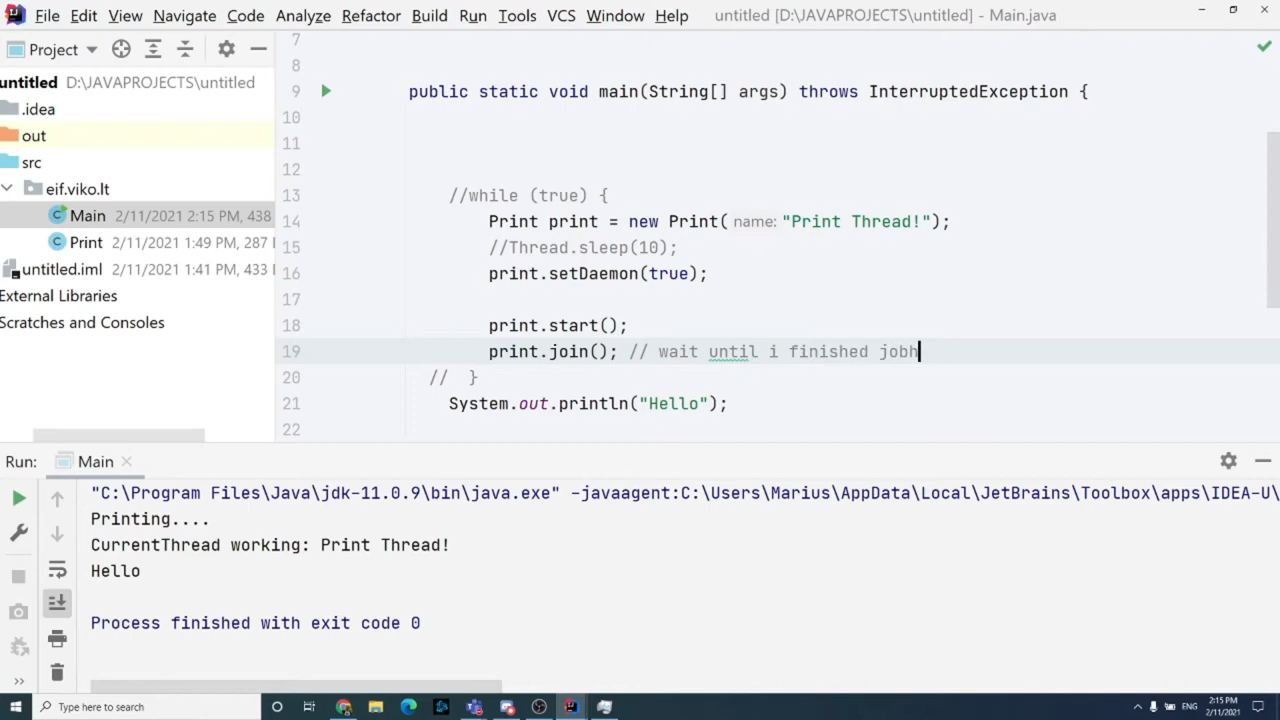 File Edit View Navigate Code Analyze Refactor Build Run Tools VCS Window Help untitled [D:\JAVAPROJECTS\untitled] - Main.java
Project
untitled D:\JAVAPROJECTS\untitled
.idea
out
src
eif.viko.lt
Main 2/11/2021 2:15 PM, 438
Print 2/11/2021 1:49 PM, 287
untitled.iml 2/11/2021 1:41 PM, 433
External Libraries
Scratches and Consoles
7
8
9 public static void main(String[] args) throws InterruptedException {
10
11
12
13 //while (true) {
14 Print print = new Print( name: "Print Thread!");
15 //Thread.sleep(10);
16 print.setDaemon(true);
17
18 print.start();
19 print.join(); // wait until i finished jobh
20 // }
21 System.out.println("Hello");
22
Run: Main
"C:\Program Files\Java\jdk-11.0.9\bin\java.exe" -javaagent:C:\Users\Marius\AppData\Local\JetBrains\Toolbox\apps\IDEA-U\
Printing....
CurrentThread working: Print Thread!
Hello
Process finished with exit code 0
Type here to search
ENG
2:15 PM
2/11/2021